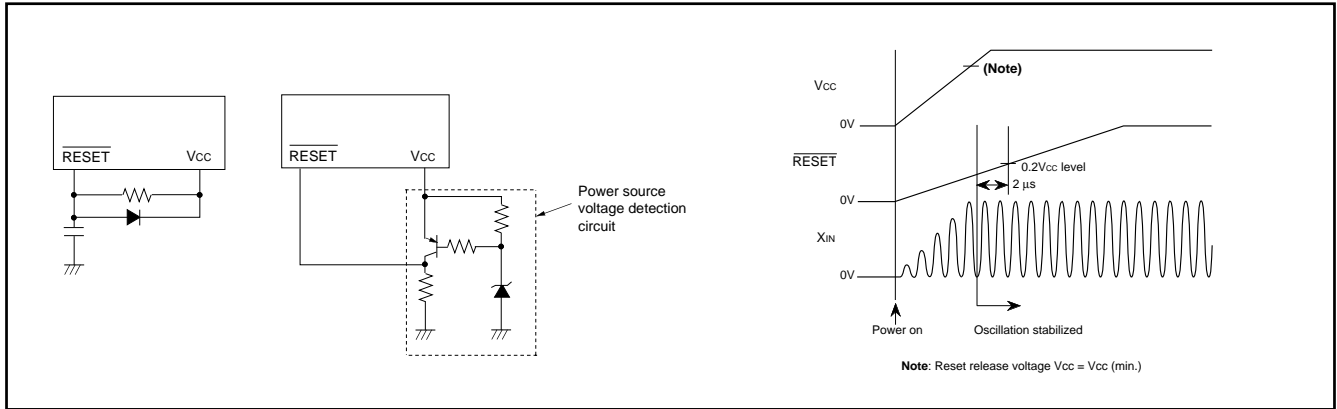 RESET
Vcc
RESET
Vcc
Power source
voltage detection
circuit
Vcc
(Note)
0V
RESET
0.2Vcc level
2 µs
0V
XIN
0V
Power on
Oscillation stabilized
Note: Reset release voltage Vcc = Vcc (min.)